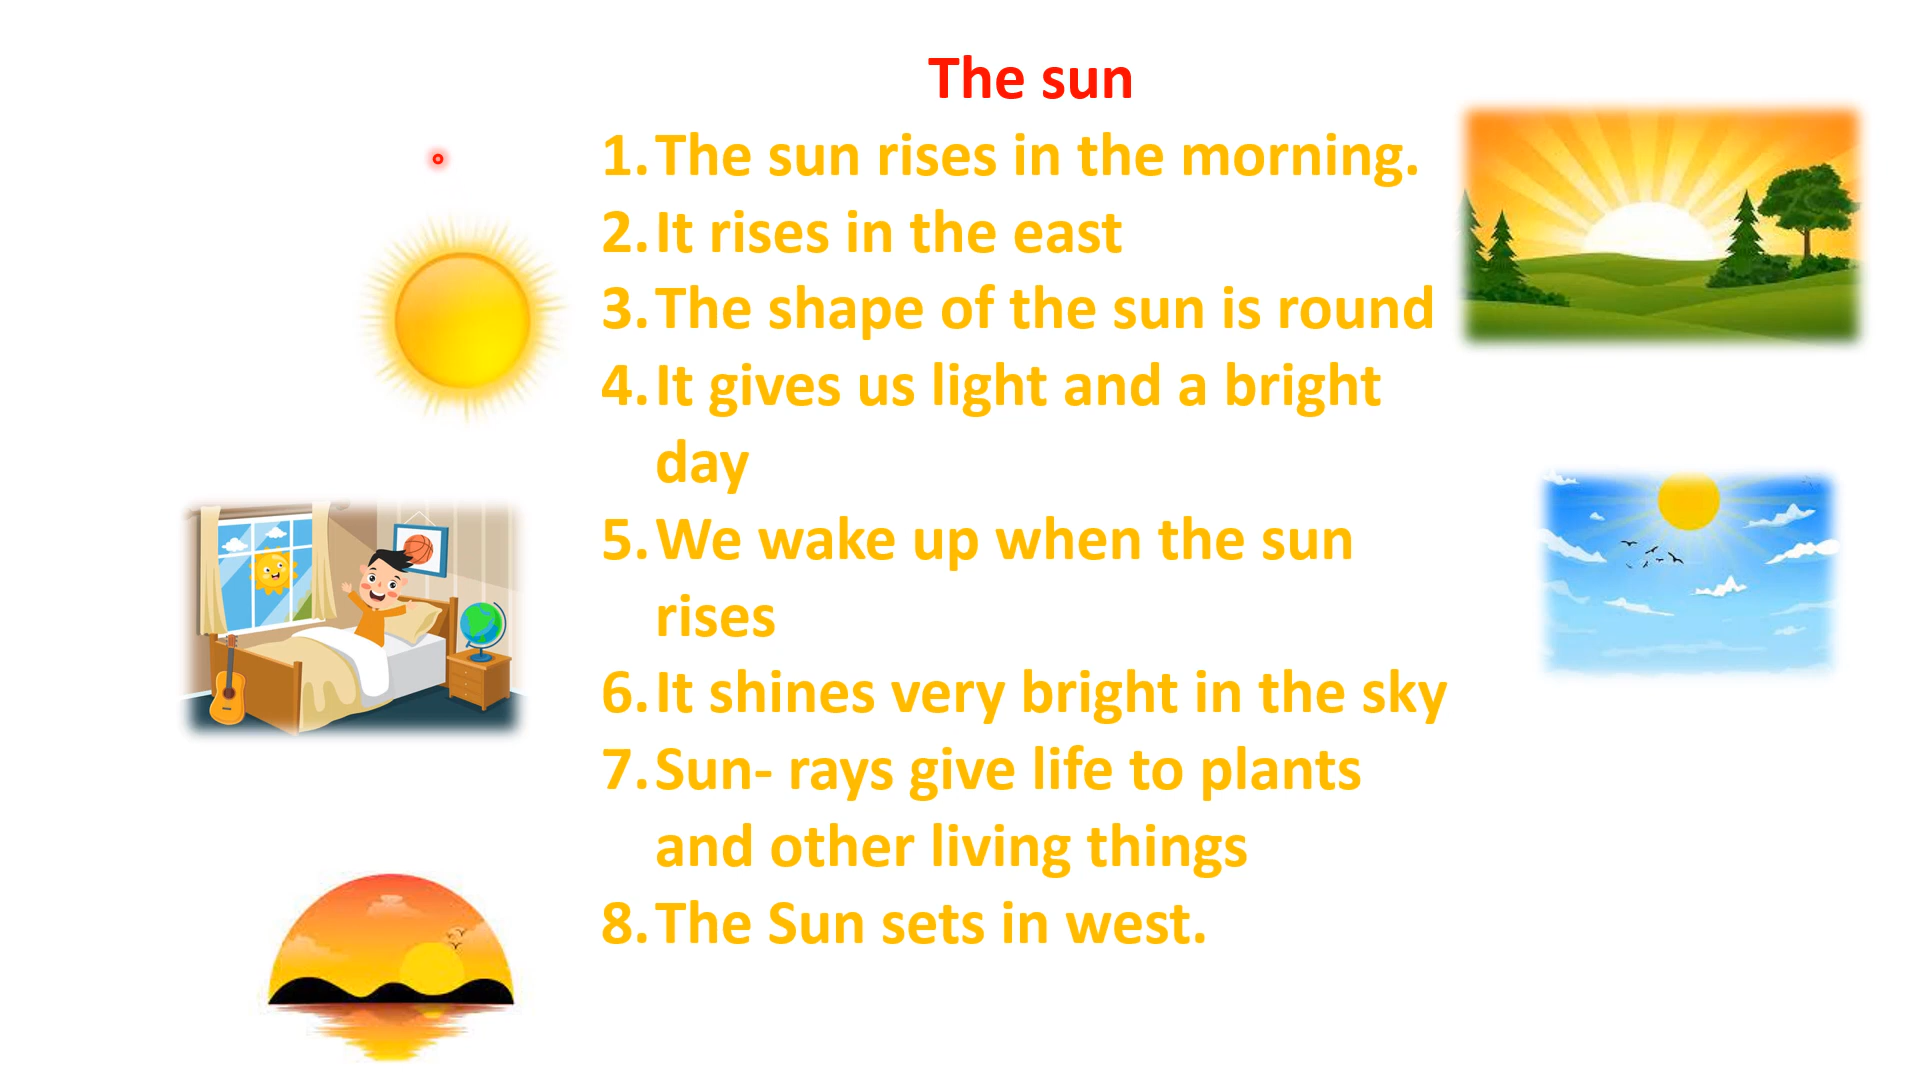 The sun
1. The sun rises in the morning.
2. It rises in the east
3. The shape of the sun is round
4. It gives us light and a bright
day
5. We wake up when the sun
rises
6. It shines very bright in the sky
7. Sun- rays give life to plants
and other living things
8. The Sun sets in west.